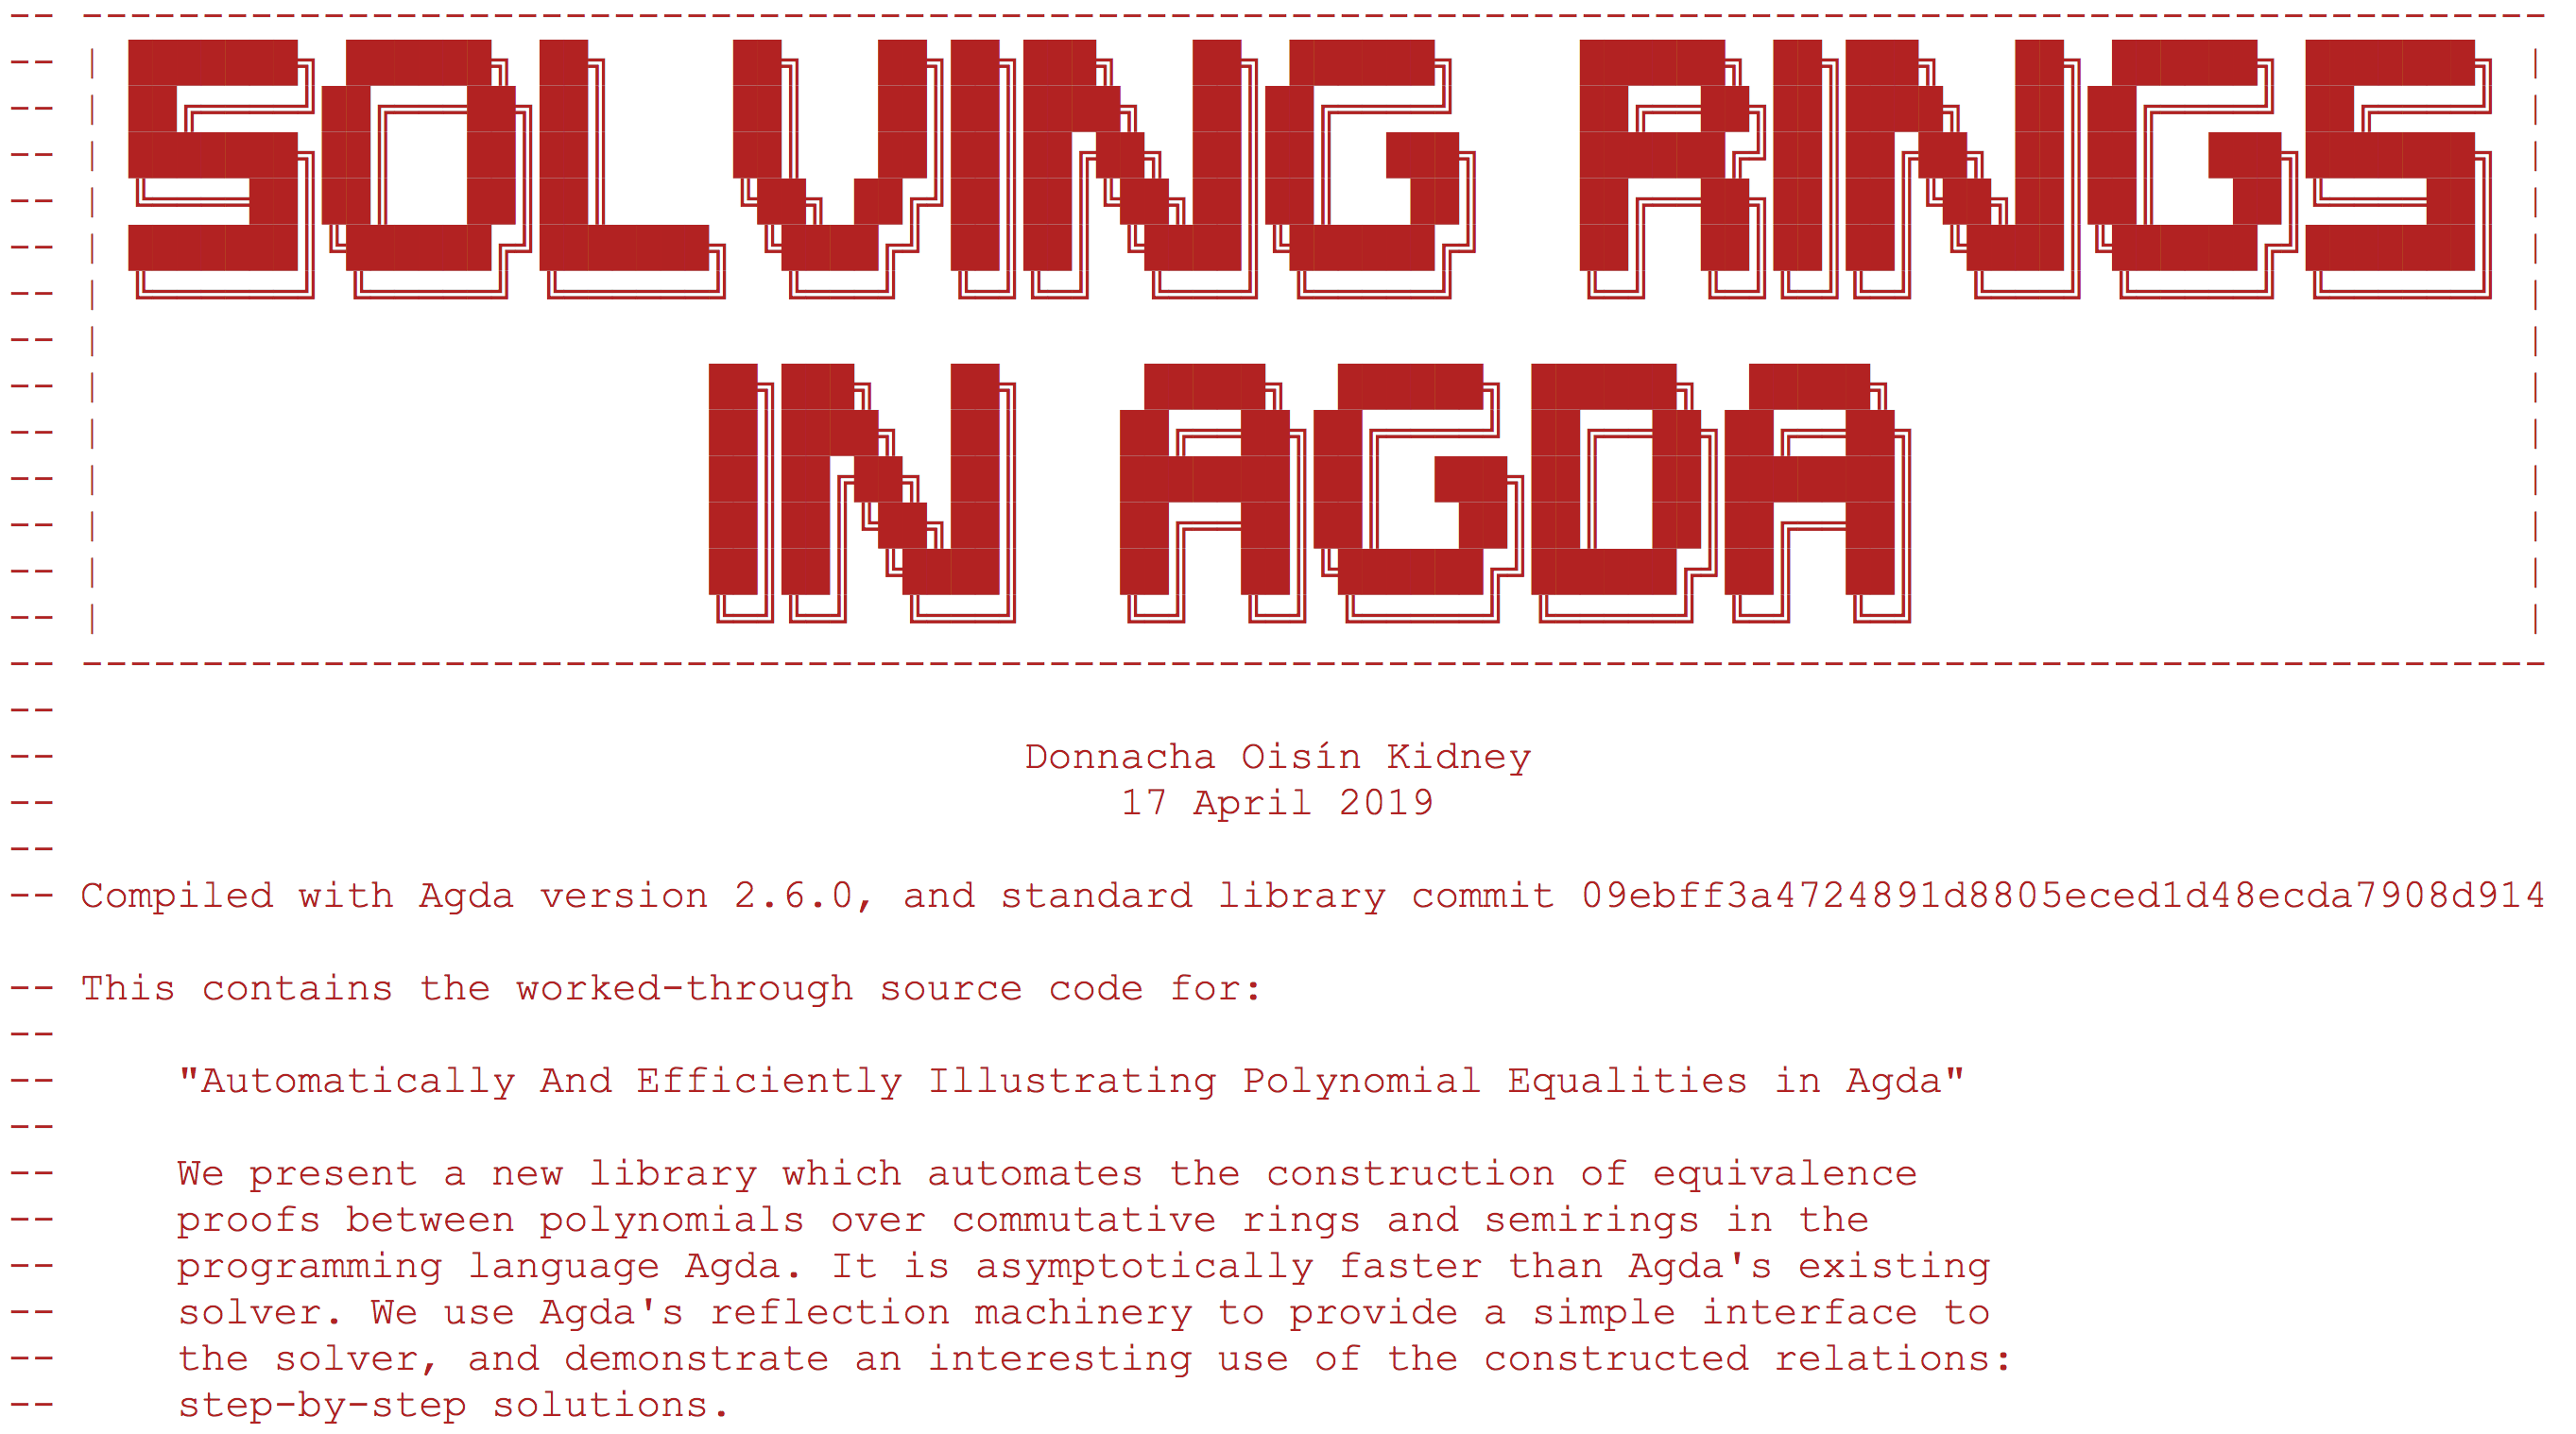 SOLVING RINGS
IN AGDA
-- Donnacha Oisín Kidney
-- 17 April 2019
--
-- Compiled with Agda version 2.6.0, and standard library commit 09ebff3a4724891d8805eced1d48ecda7908d914

-- This contains the worked-through source code for:
--
-- "Automatically And Efficiently Illustrating Polynomial Equalities in Agda"
--
-- We present a new library which automates the construction of equivalence
-- proofs between polynomials over commutative rings and semirings in the
-- programming language Agda. It is asymptotically faster than Agda's existing
-- solver. We use Agda's reflection machinery to provide a simple interface to
-- the solver, and demonstrate an interesting use of the constructed relations:
-- step-by-step solutions.